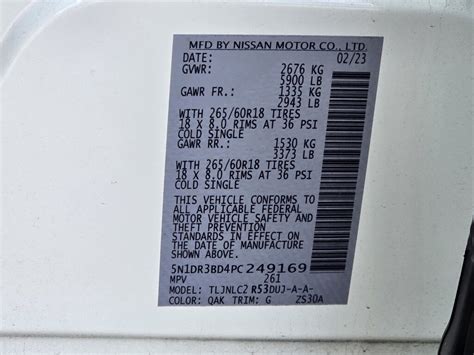 MFD BY NISSAN MOTOR CO., LTD.
DATE: 02/23
GVWR: 2676 KG
5900 LB
GAWR FR.: 1335 KG
2943 LB
WITH 265/60R18 TIRES
18 X 8.0 RIMS AT 36 PSI
COLD SINGLE
GAWR RR.: 1530 KG
3373 LB
WITH 265/60R18 TIRES
18 X 8.0 RIMS AT 36 PSI
COLD SINGLE
THIS VEHICLE CONFORMS TO
ALL APPLICABLE FEDERAL
MOTOR VEHICLE SAFETY AND
THEFT PREVENTION
STANDARDS IN EFFECT ON
THE DATE OF MANUFACTURE
SHOWN ABOVE.
5N1DR3BD4PC249169
MPV 261
MODEL: TLJNLC2 R53DUJ-A-A-
COLOR: QAK TRIM: G ZS30A